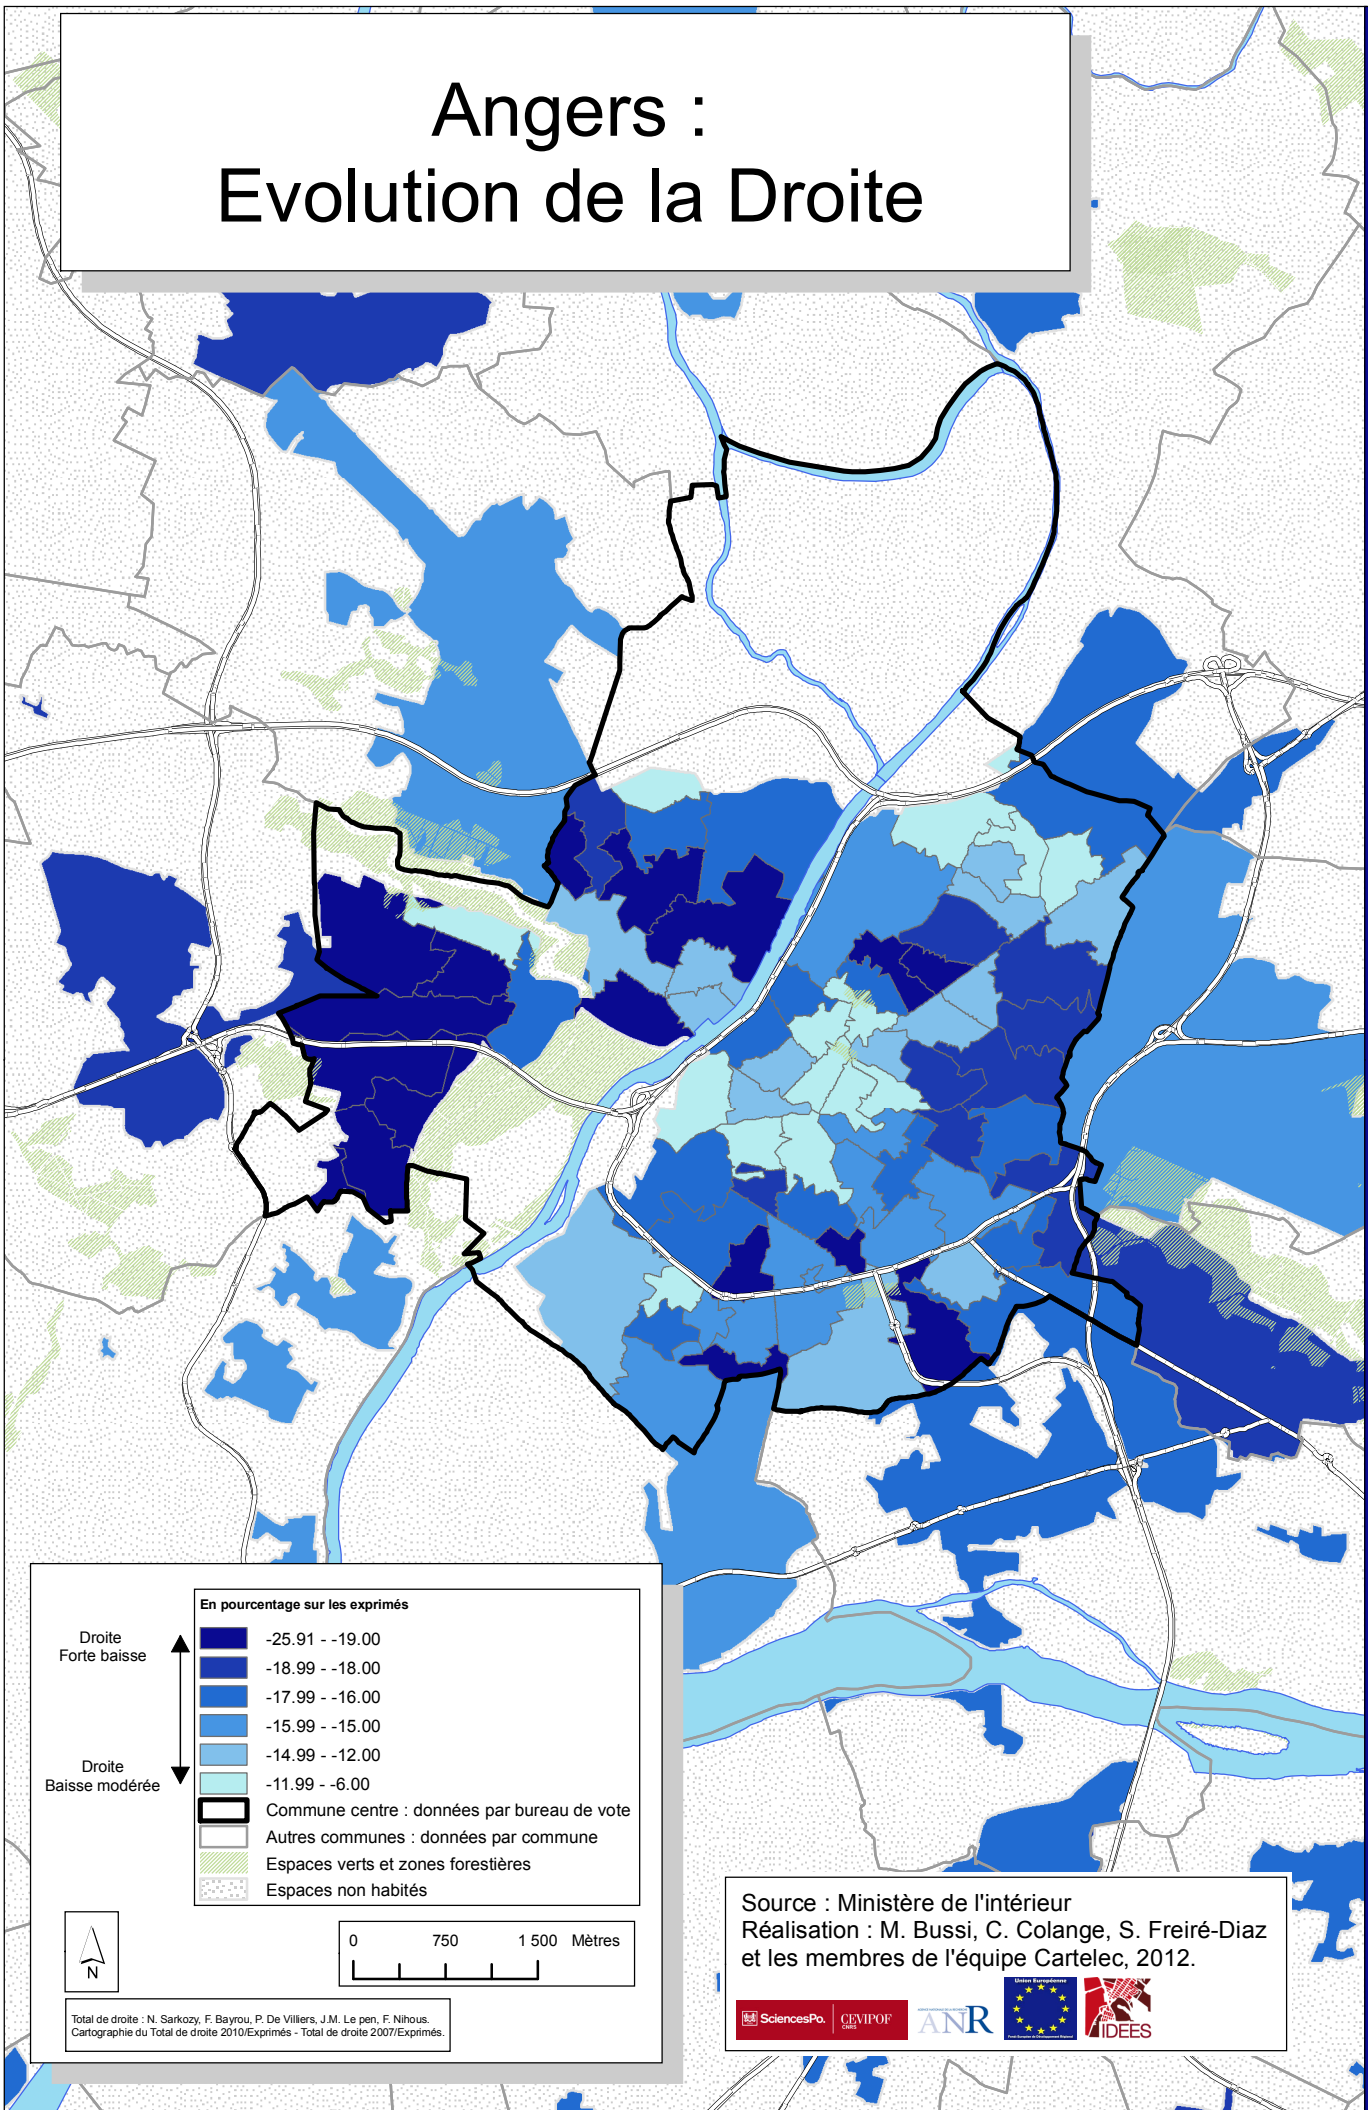 Angers :
Evolution de la Droite
En pourcentage sur les exprimés
Droite
Forte baisse
-25.91 - -19.00
-18.99 - -18.00
-17.99 - -16.00
-15.99 - -15.00
-14.99 - -12.00
-11.99 - -6.00
Droite
Baisse modérée
Commune centre : données par bureau de vote
Autres communes : données par commune
Espaces verts et zones forestières
Espaces non habités
N
0 750 1 500 Mètres
Total de droite : N. Sarkozy, F. Bayrou, P. De Villiers, J.M. Le pen, F. Nihous.
Cartographie du Total de droite 2010/Exprimés - Total de droite 2007/Exprimés.
Source : Ministère de l'intérieur
Réalisation : M. Bussi, C. Colange, S. Freiré-Diaz
et les membres de l'équipe Cartelec, 2012.
SciencesPo. CEVIPOF
CNRS
ANR
Union Européenne
IDEES